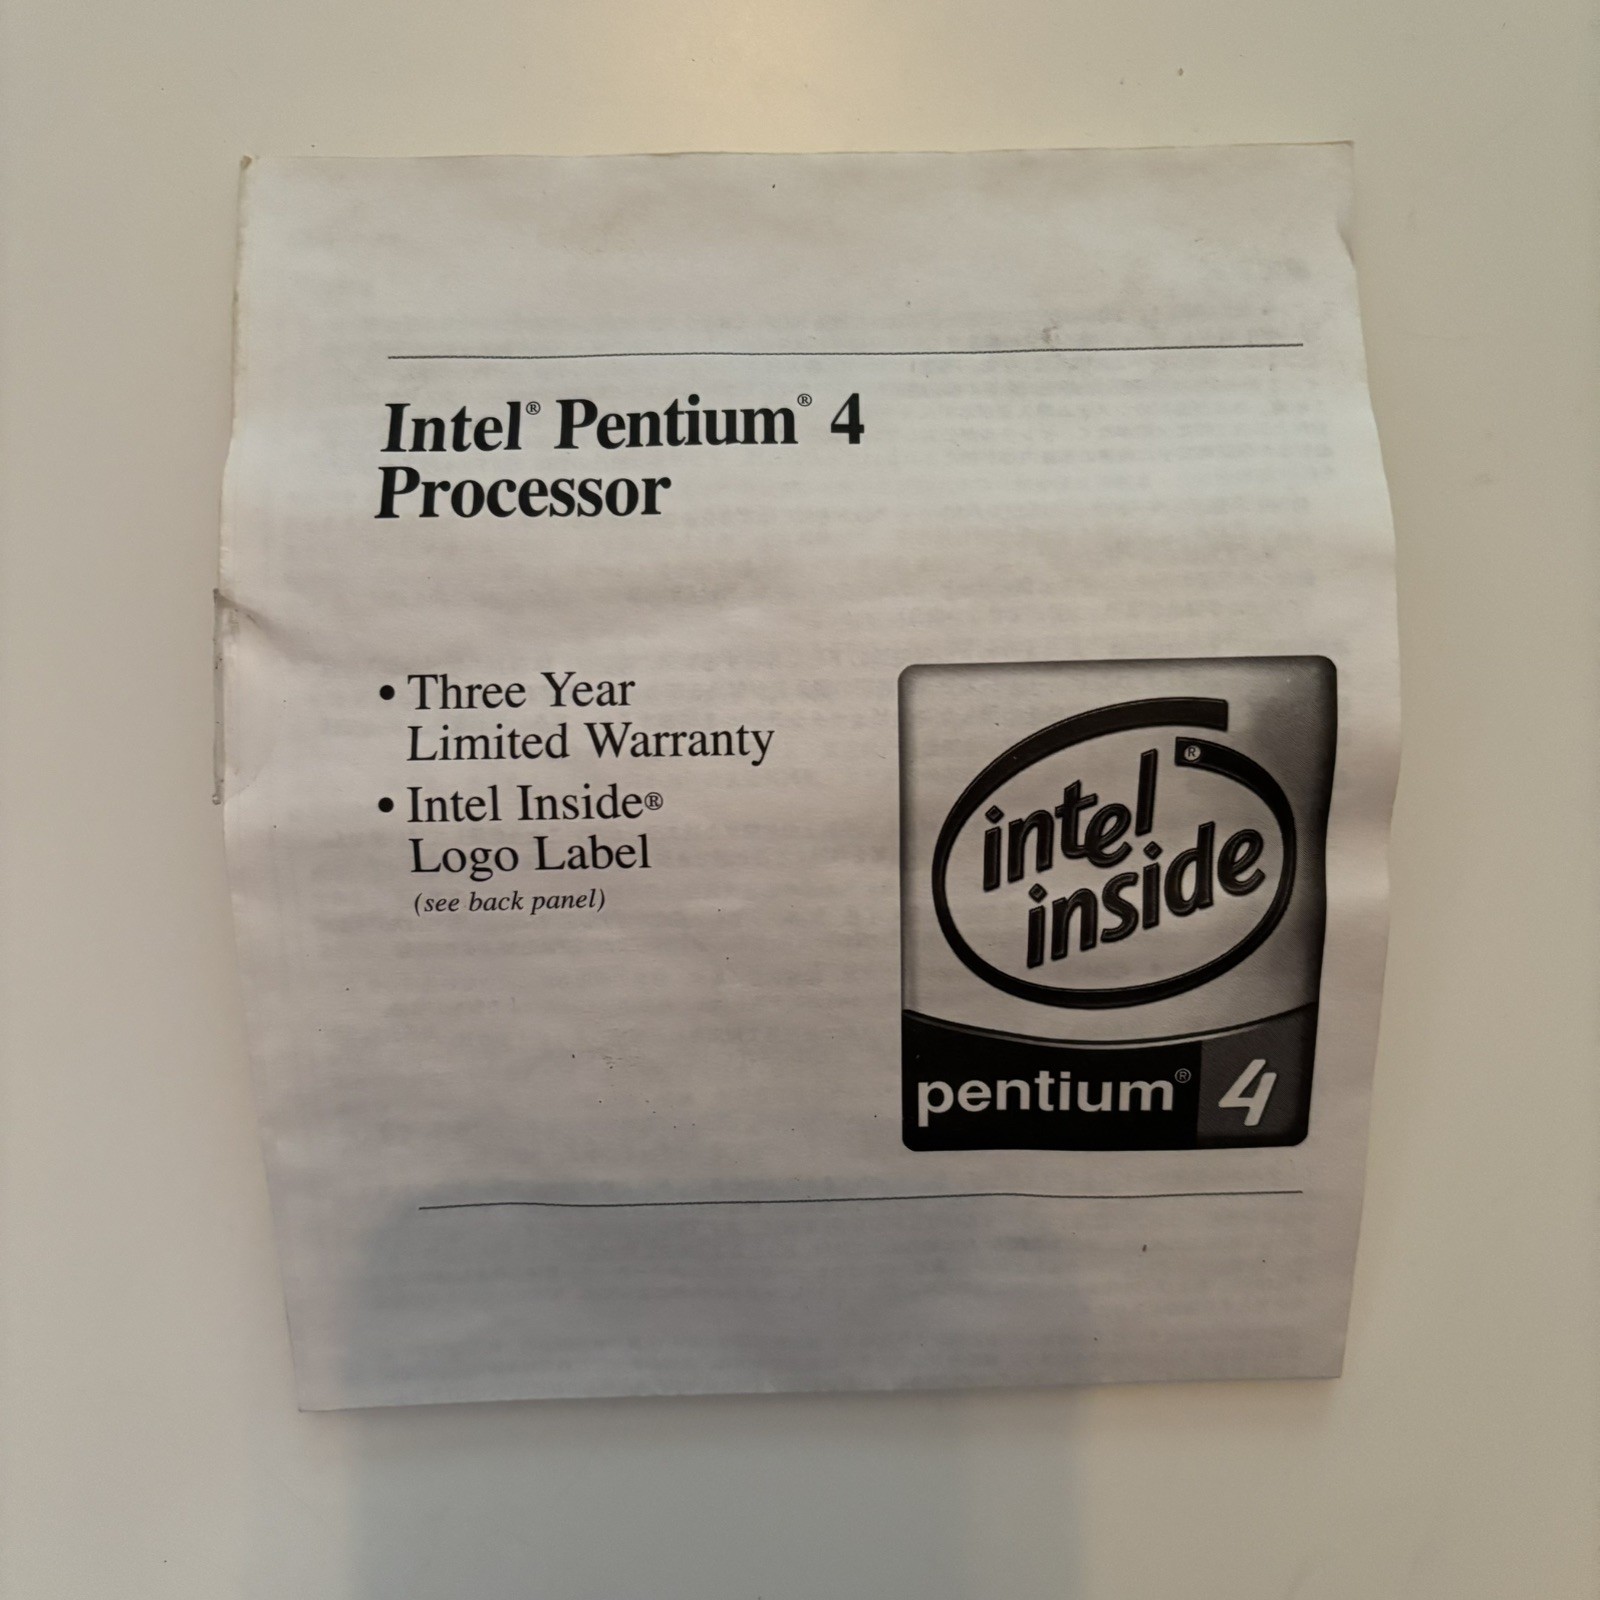 Intel® Pentium® 4
Processor
• Three Year
Limited Warranty
• Intel Inside®
Logo Label
(see back panel)
intel®
inside
pentium® 4